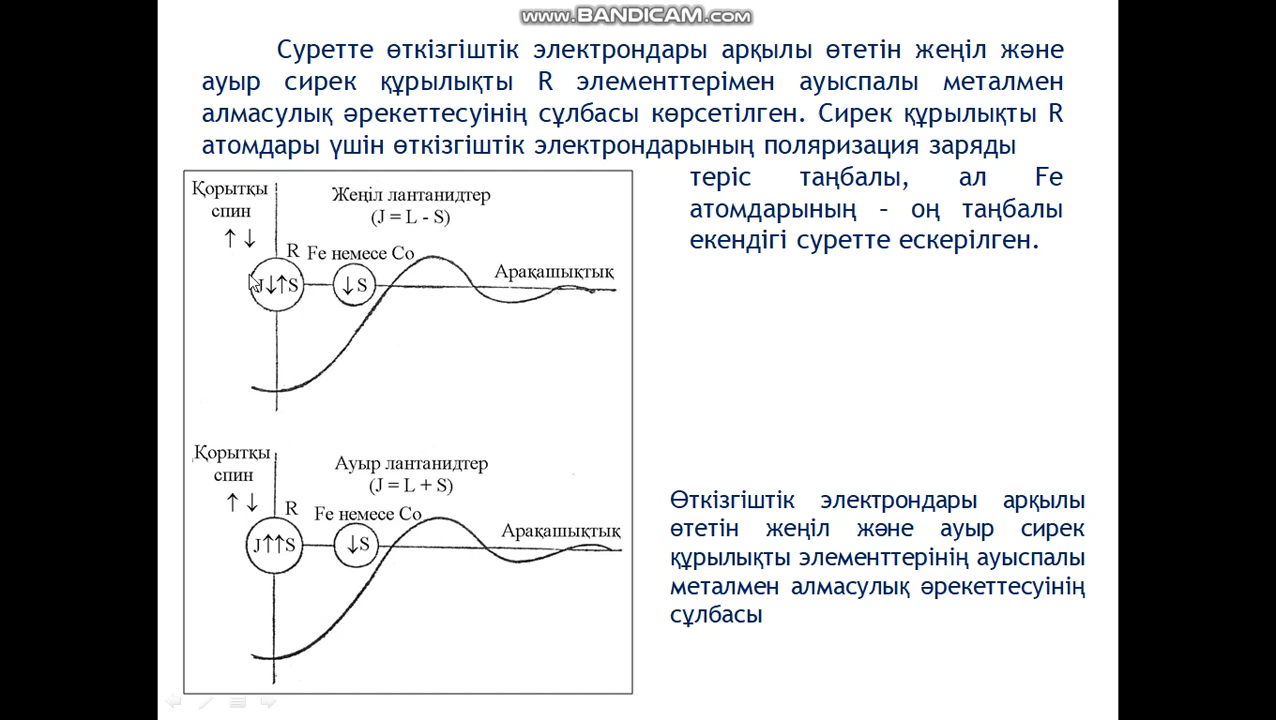 www.BANDICAM.com
Суретте өткізгіштік электрондары арқылы өтетін жеңіл және
ауыр сирек құрылықты R элементтерімен ауыспалы металмен
алмасулық әрекеттесуінің сұлбасы көрсетілген. Сирек құрылықты R
атомдары үшін өткізгіштік электрондарының поляризация заряды
теріс таңбалы, ал Fe
атомдарының – оң таңбалы
екендігі суретте ескерілген.
Қорытқы
спин
↑ ↓
Жеңіл лантанидтер
(J = L - S)
R Fe немесе Co
J↓↑S
↓S
Арақашықтық
Қорытқы
спин
↑ ↓
Ауыр лантанидтер
(J = L + S)
R Fe немесе Co
J↑↑S
↓S
Арақашықтық
Өткізгіштік электрондары арқылы
өтетін жеңіл және ауыр сирек
құрылықты элементтерінің ауыспалы
металмен алмасулық әрекеттесуінің
сұлбасы